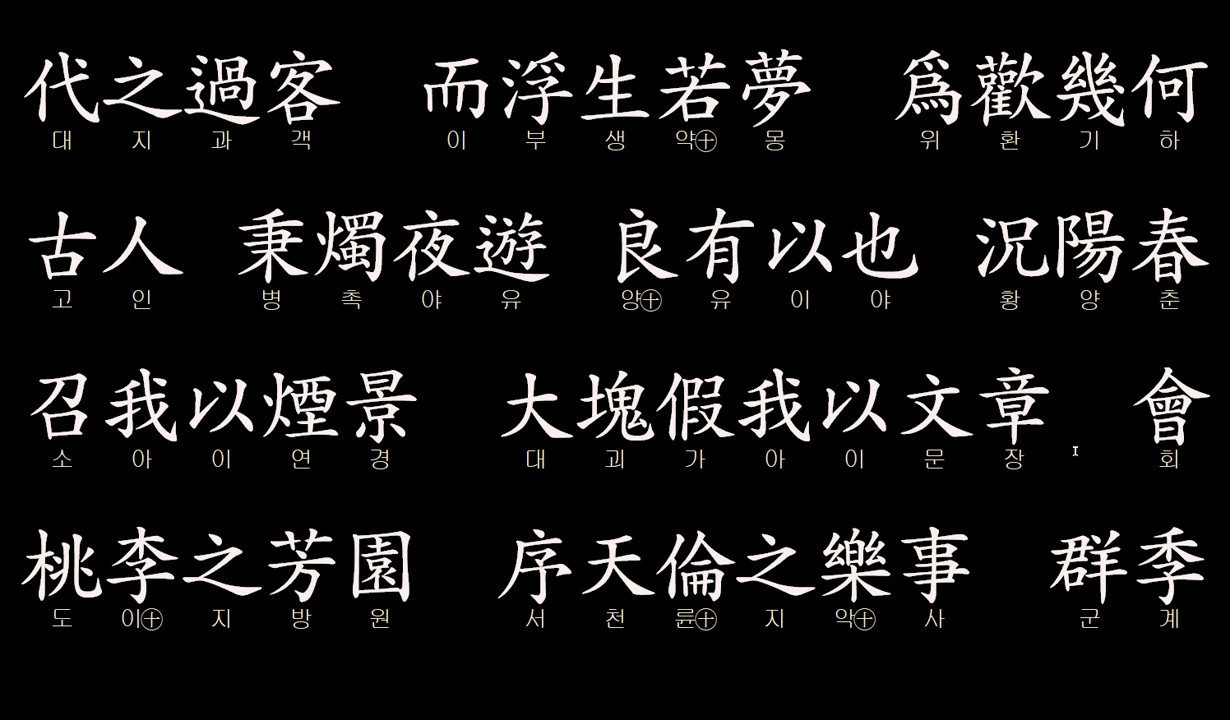 代之過客 而浮生若夢 爲歡幾何
대 지 과 객 이 부 생 약㊉ 몽 위 환 기 하
古人 秉燭夜遊 良有以也 況陽春
고 인 병 촉 야 유 양㊉ 유 이 야 황 양 춘
召我以煙景 大塊假我以文章 會
소 아 이 연 경 대 괴 가 아 이 문 장 회
桃李之芳園 序天倫之樂事 群季
도 이㊉ 지 방 원 서 천 륜㊉ 지 악㊉ 사 군 계